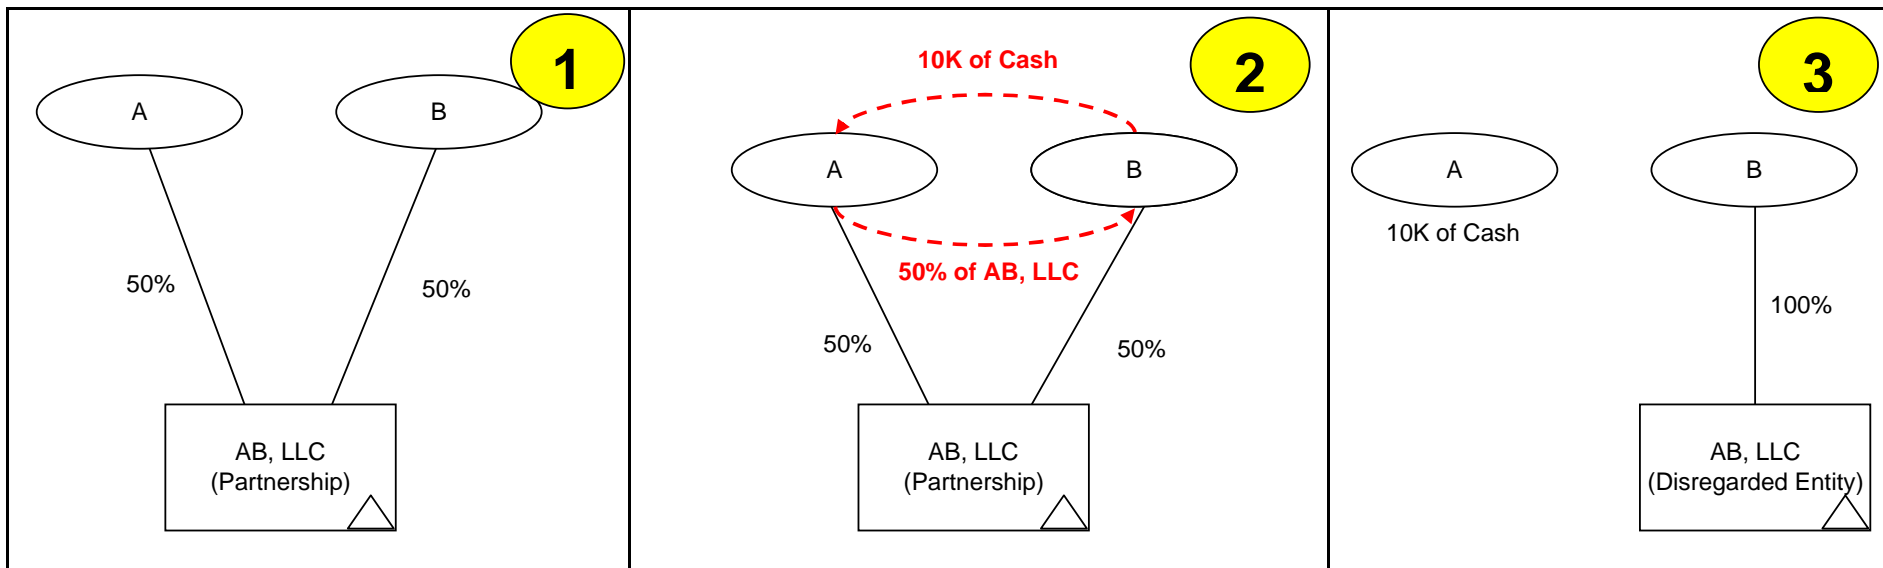 1
A
B
50%
50%
AB, LLC
(Partnership)
2
10K of Cash
A
B
50% of AB, LLC
50%
50%
AB, LLC
(Partnership)
3
A
B
10K of Cash
100%
AB, LLC
(Disregarded Entity)